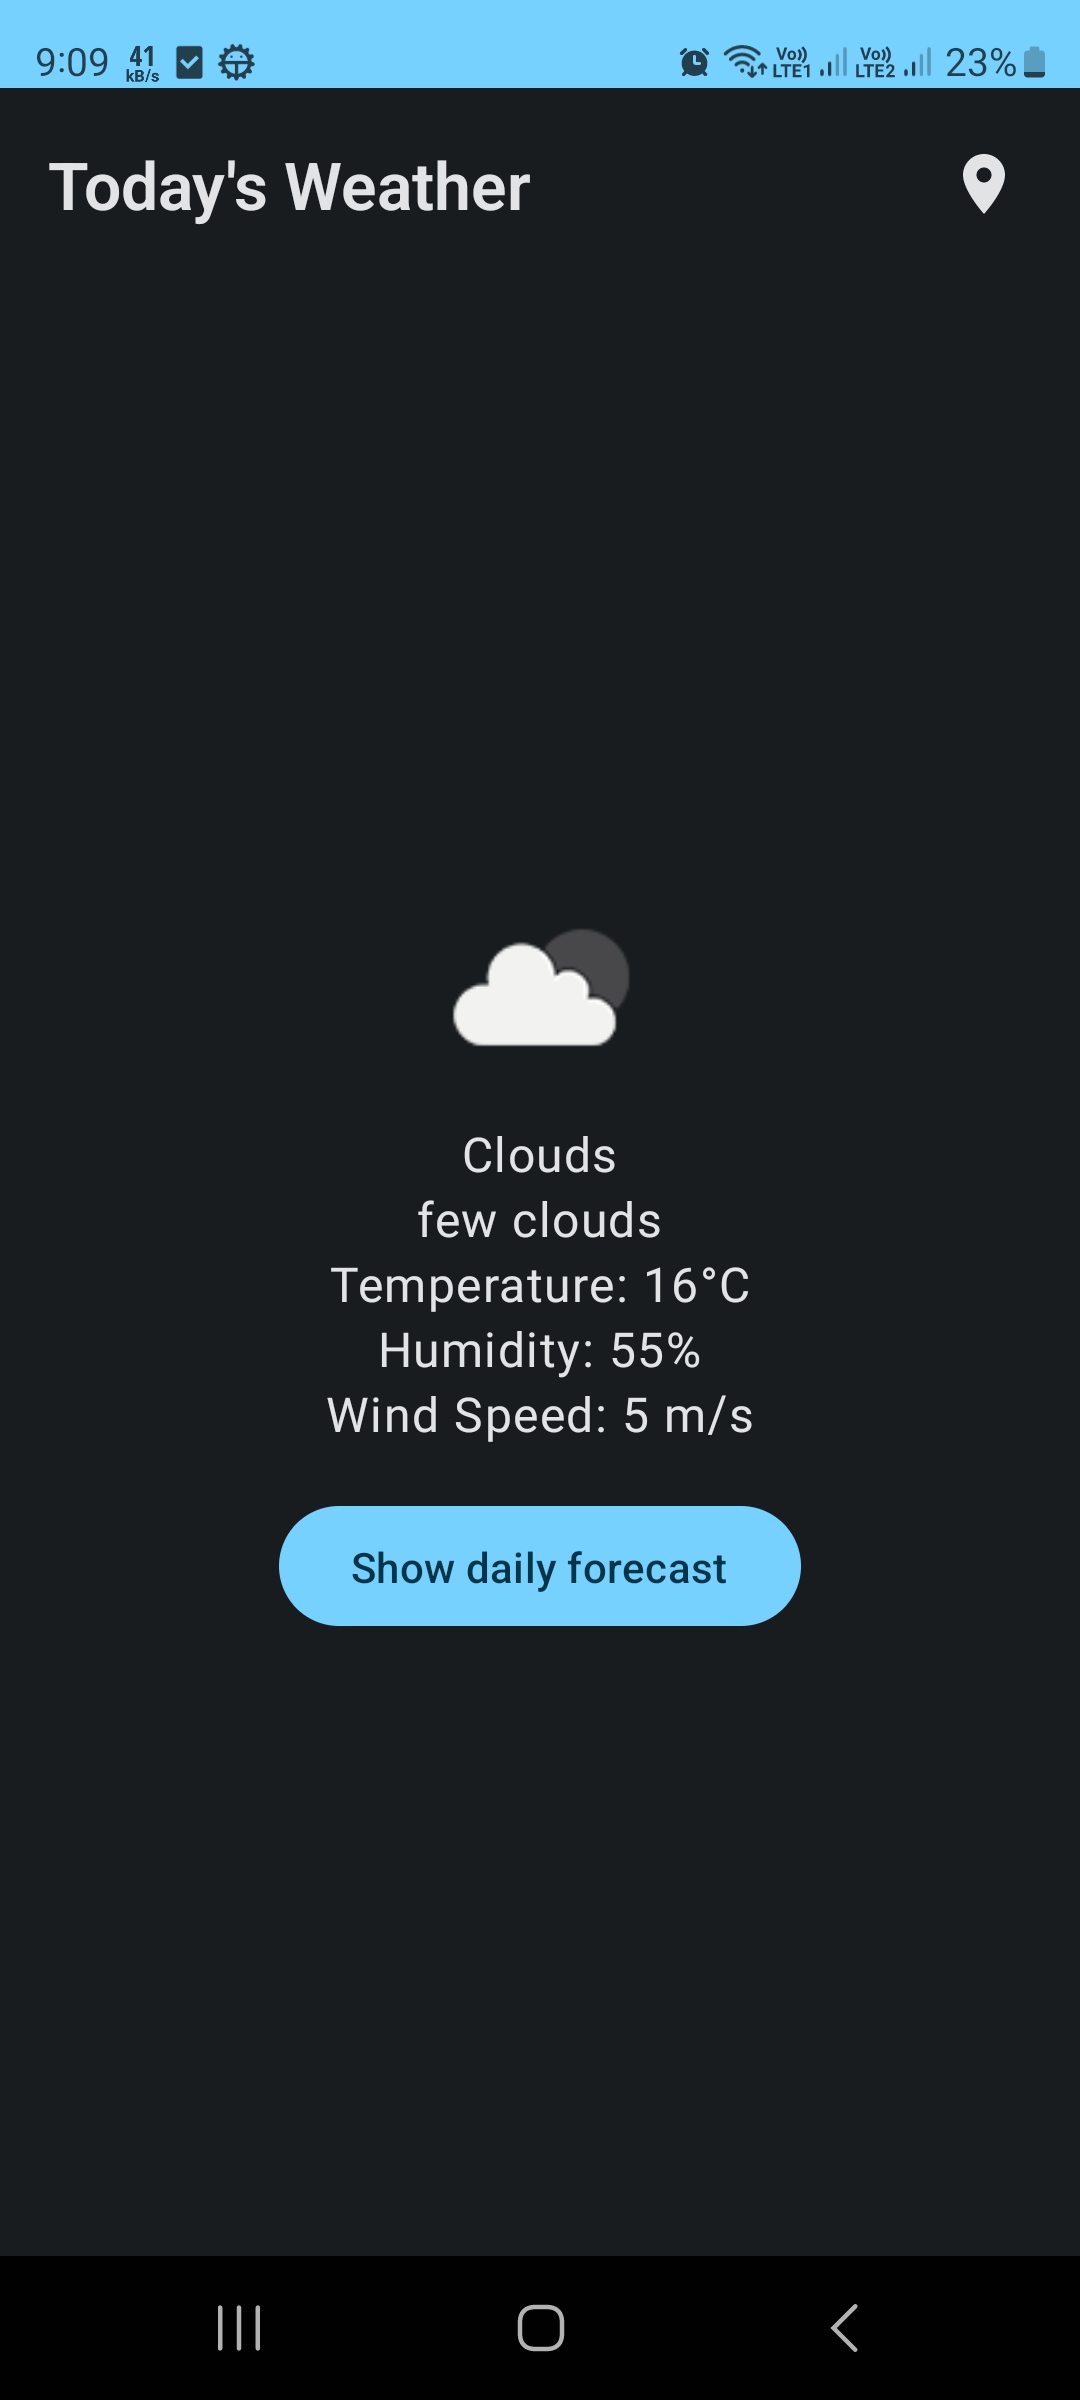 9:09 41 kB/s Vo)) LTE1 Vo)) LTE2 23%
Today's Weather
Clouds
few clouds
Temperature: 16°C
Humidity: 55%
Wind Speed: 5 m/s
Show daily forecast